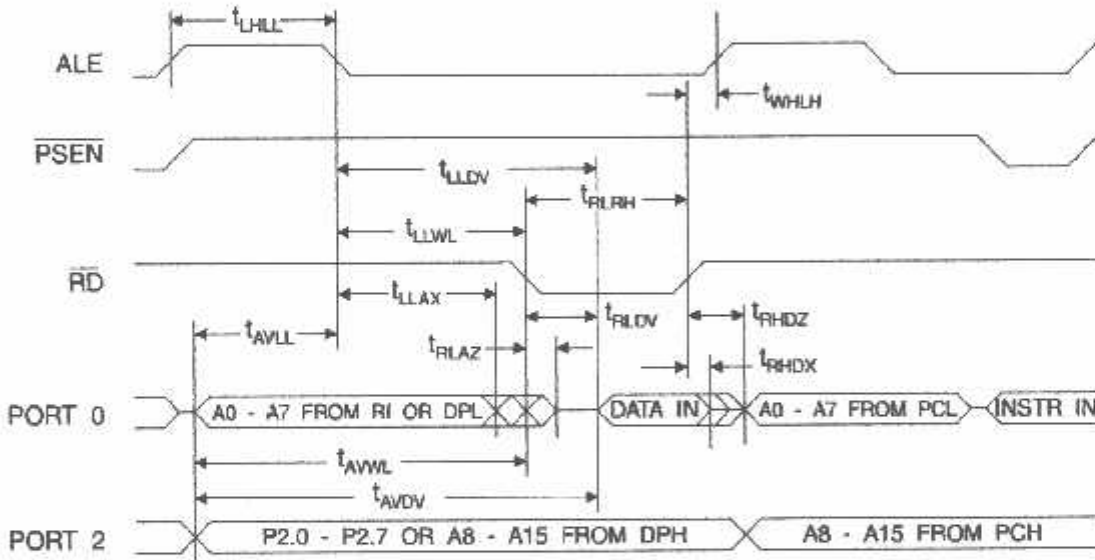 tLHLL
ALE
tWHLH
PSEN
tLLDV
tRLRH
tLLWL
RD
tLLAX
tRLDV
tRHDZ
tAVLL
tRLAZ
tRHDX
PORT 0
A0 - A7 FROM RI OR DPL
DATA IN
A0 - A7 FROM PCL
INSTR IN
tAVWL
tAVDV
PORT 2
P2.0 - P2.7 OR A8 - A15 FROM DPH
A8 - A15 FROM PCH